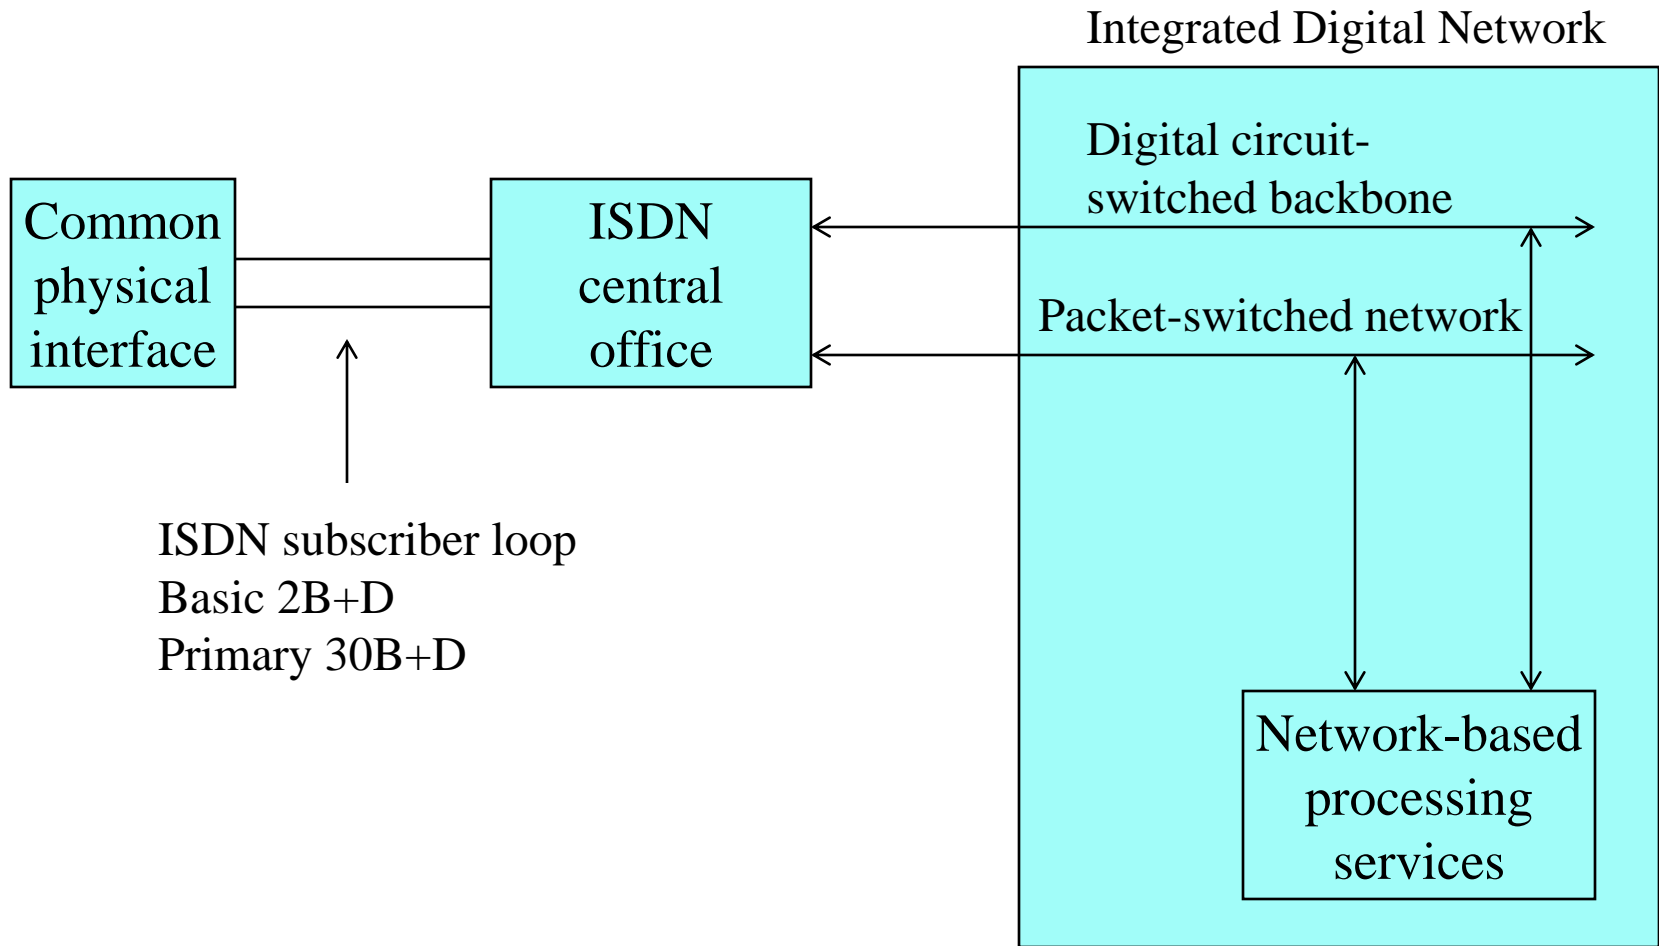 Integrated Digital Network
Digital circuit-
switched backbone
Common
physical
interface
ISDN
central
office
Packet-switched network
ISDN subscriber loop
Basic 2B+D
Primary 30B+D
Network-based
processing
services